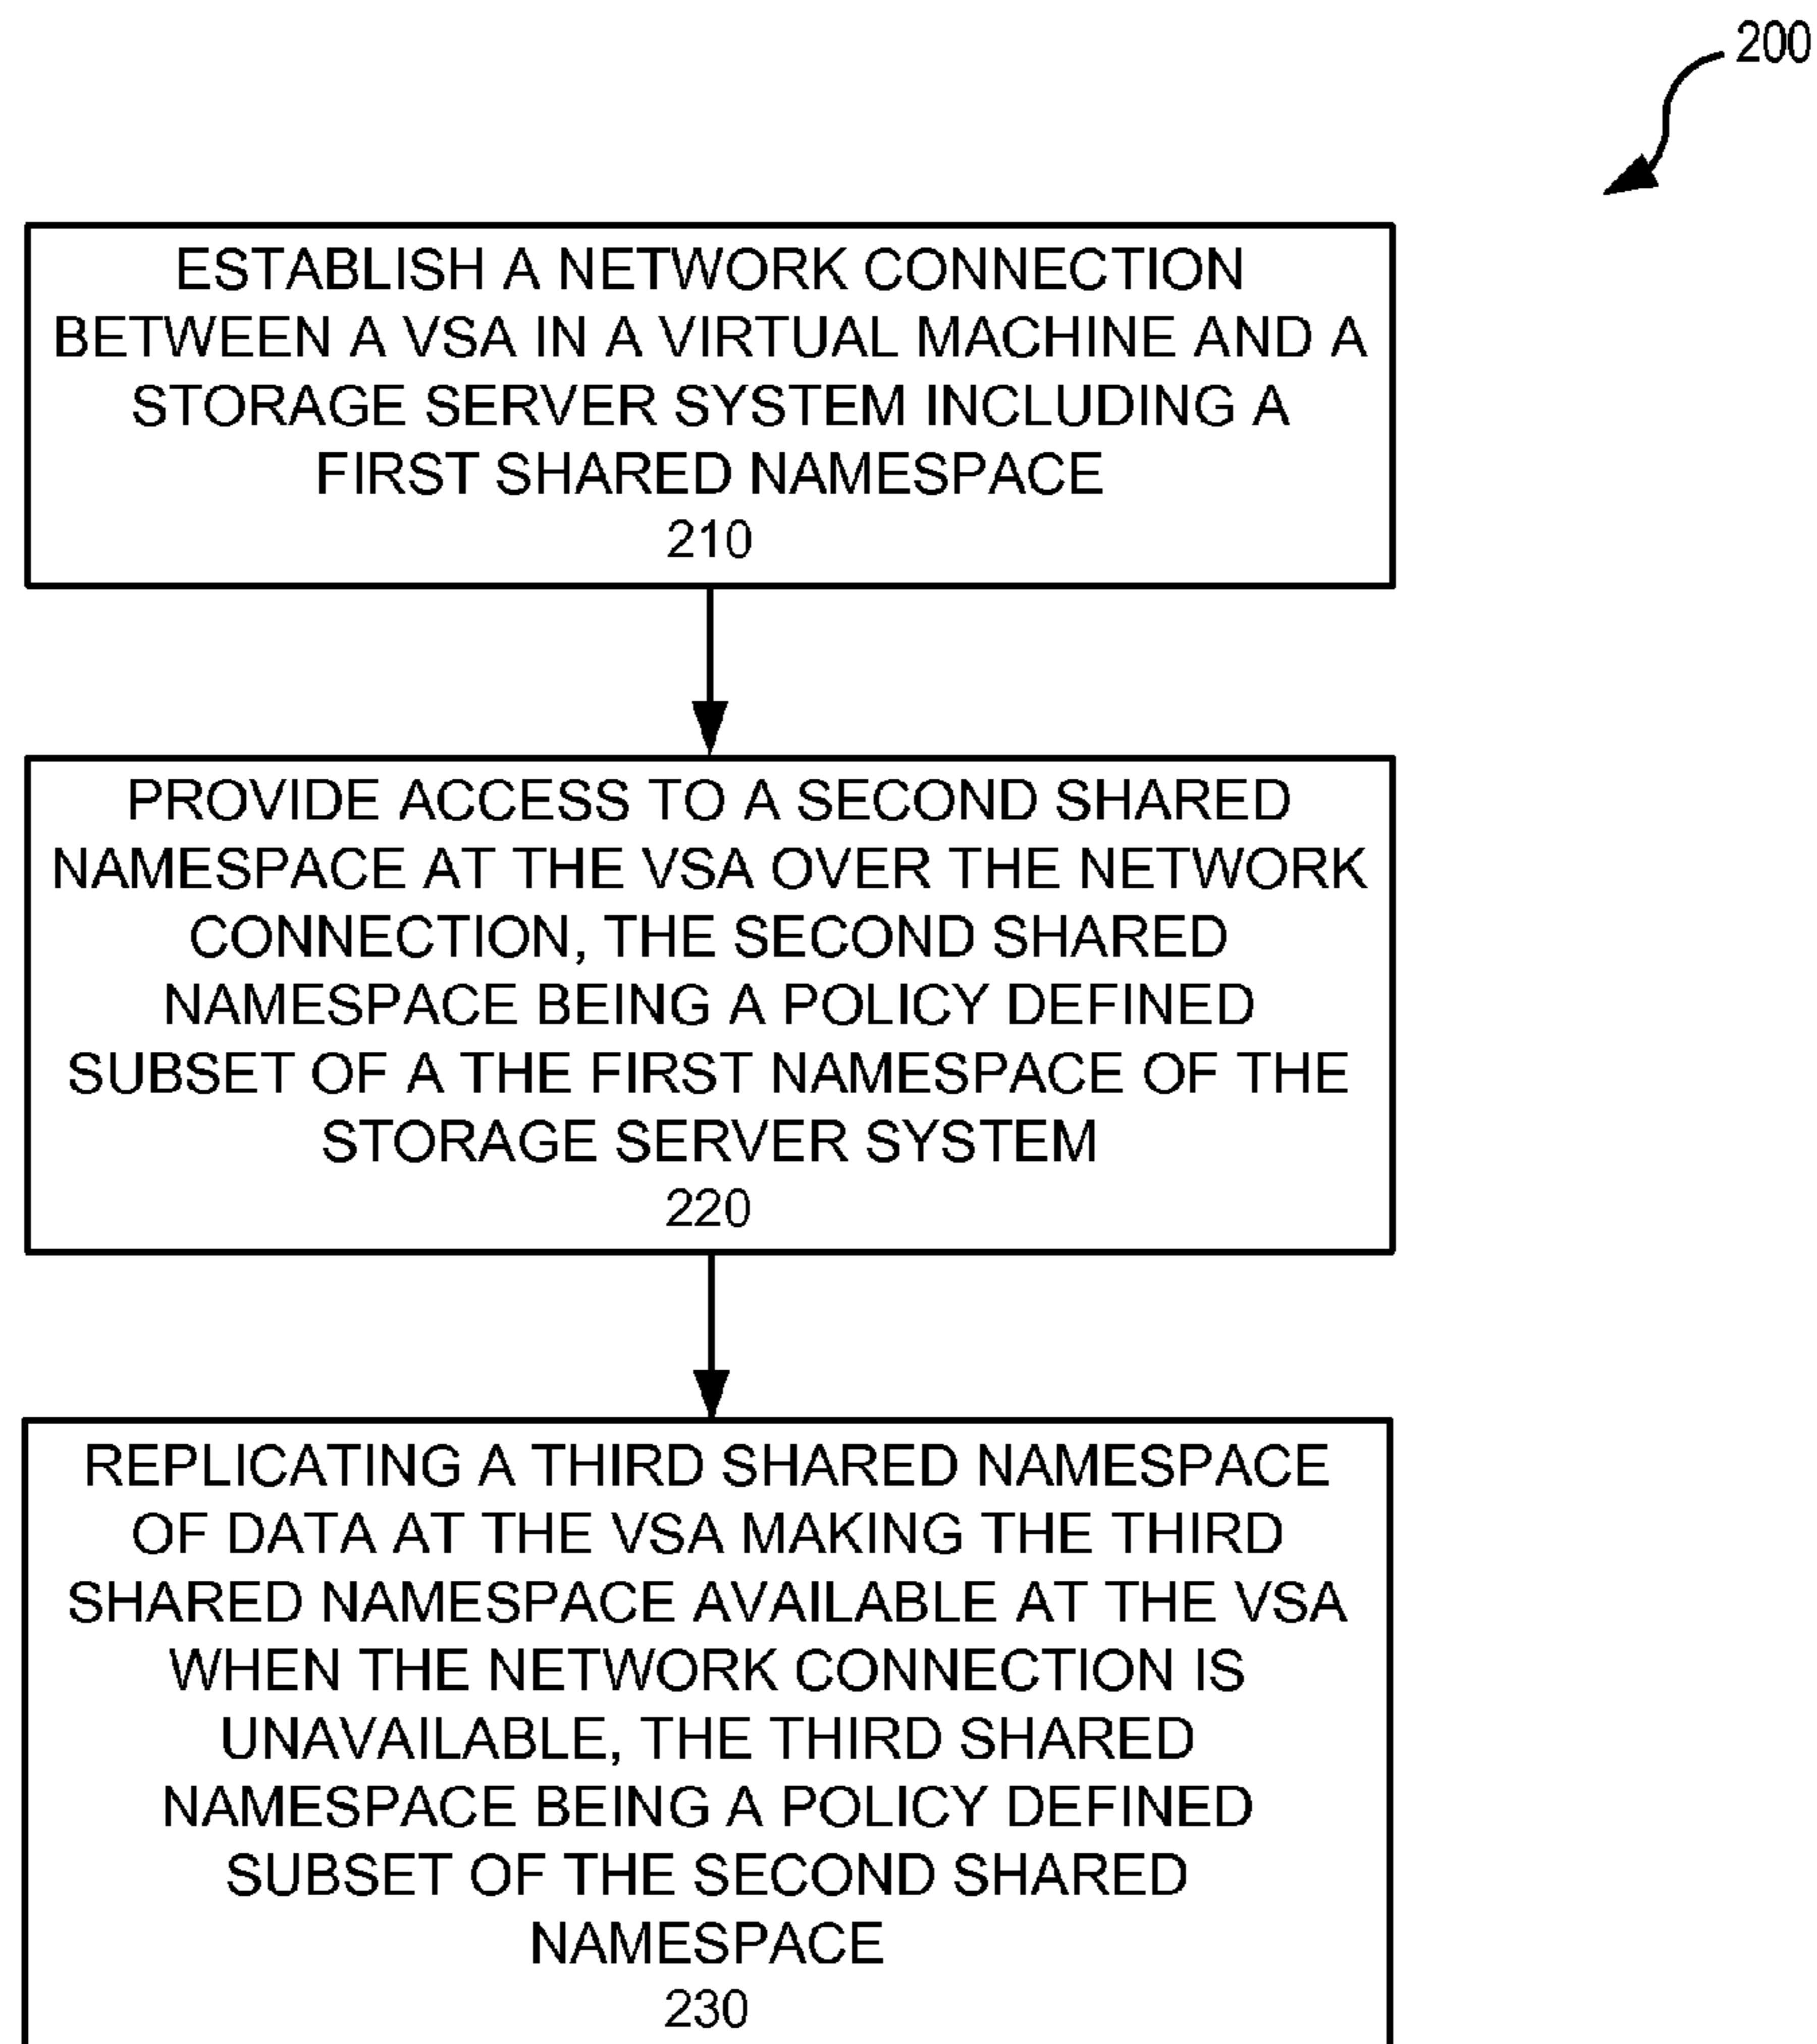 200
ESTABLISH A NETWORK CONNECTION
BETWEEN A VSA IN A VIRTUAL MACHINE AND A
STORAGE SERVER SYSTEM INCLUDING A
FIRST SHARED NAMESPACE
210
PROVIDE ACCESS TO A SECOND SHARED
NAMESPACE AT THE VSA OVER THE NETWORK
CONNECTION, THE SECOND SHARED
NAMESPACE BEING A POLICY DEFINED
SUBSET OF A THE FIRST NAMESPACE OF THE
STORAGE SERVER SYSTEM
220
REPLICATING A THIRD SHARED NAMESPACE
OF DATA AT THE VSA MAKING THE THIRD
SHARED NAMESPACE AVAILABLE AT THE VSA
WHEN THE NETWORK CONNECTION IS
UNAVAILABLE, THE THIRD SHARED
NAMESPACE BEING A POLICY DEFINED
SUBSET OF THE SECOND SHARED
NAMESPACE
230